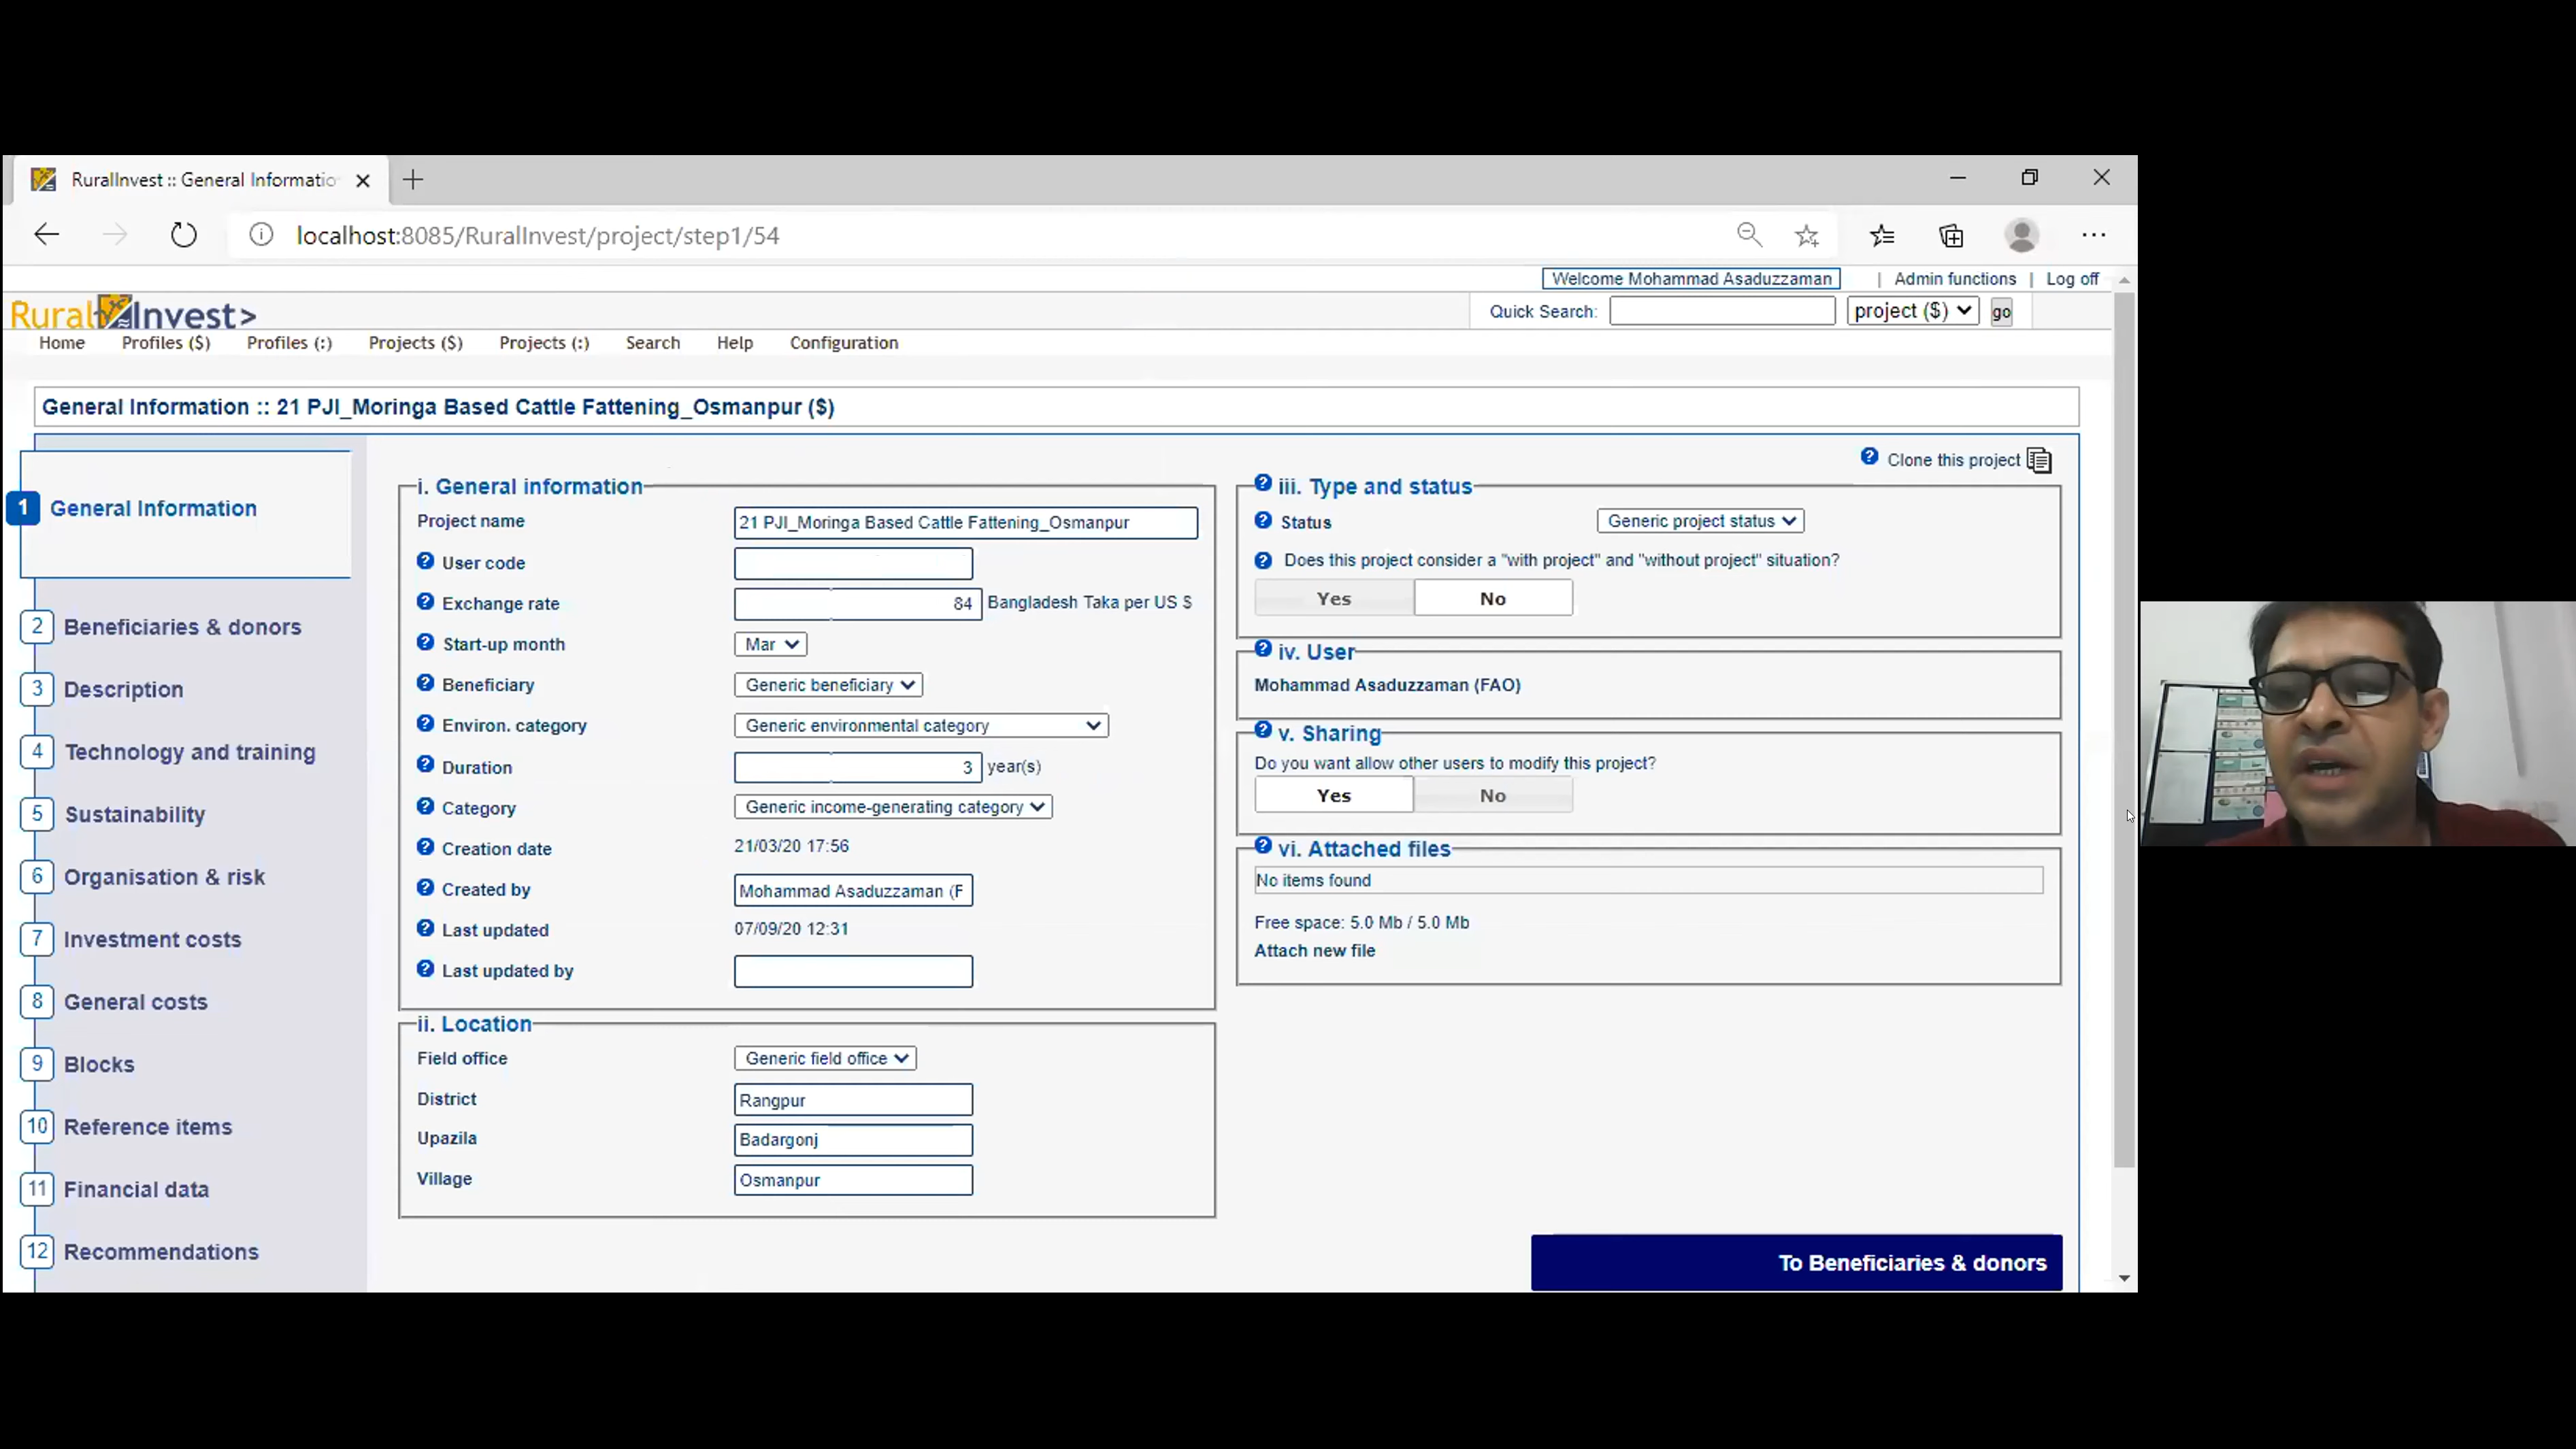 RuralInvest :: General Informatio
localhost:8085/RuralInvest/project/step1/54
Welcome Mohammad Asaduzzaman | Admin functions | Log off
Rural Invest>
Quick Search: project ($) go
Home Profiles ($) Profiles (:) Projects ($) Projects (:) Search Help Configuration
General Information :: 21 PJI_Moringa Based Cattle Fattening_Osmanpur ($)
1 General Information
2 Beneficiaries & donors
3 Description
4 Technology and training
5 Sustainability
6 Organisation & risk
7 Investment costs
8 General costs
9 Blocks
10 Reference items
11 Financial data
12 Recommendations
Clone this project
i. General information
Project name 21 PJI_Moringa Based Cattle Fattening_Osmanpur
User code
Exchange rate 84 Bangladesh Taka per US $
Start-up month Mar
Beneficiary Generic beneficiary
Environ. category Generic environmental category
Duration 3 year(s)
Category Generic income-generating category
Creation date 21/03/20 17:56
Created by Mohammad Asaduzzaman (F
Last updated 07/09/20 12:31
Last updated by
ii. Location
Field office Generic field office
District Rangpur
Upazila Badargonj
Village Osmanpur
iii. Type and status
Status Generic project status
Does this project consider a "with project" and "without project" situation?
Yes No
iv. User
Mohammad Asaduzzaman (FAO)
v. Sharing
Do you want allow other users to modify this project?
Yes No
vi. Attached files
No items found
Free space: 5.0 Mb / 5.0 Mb
Attach new file
To Beneficiaries & donors